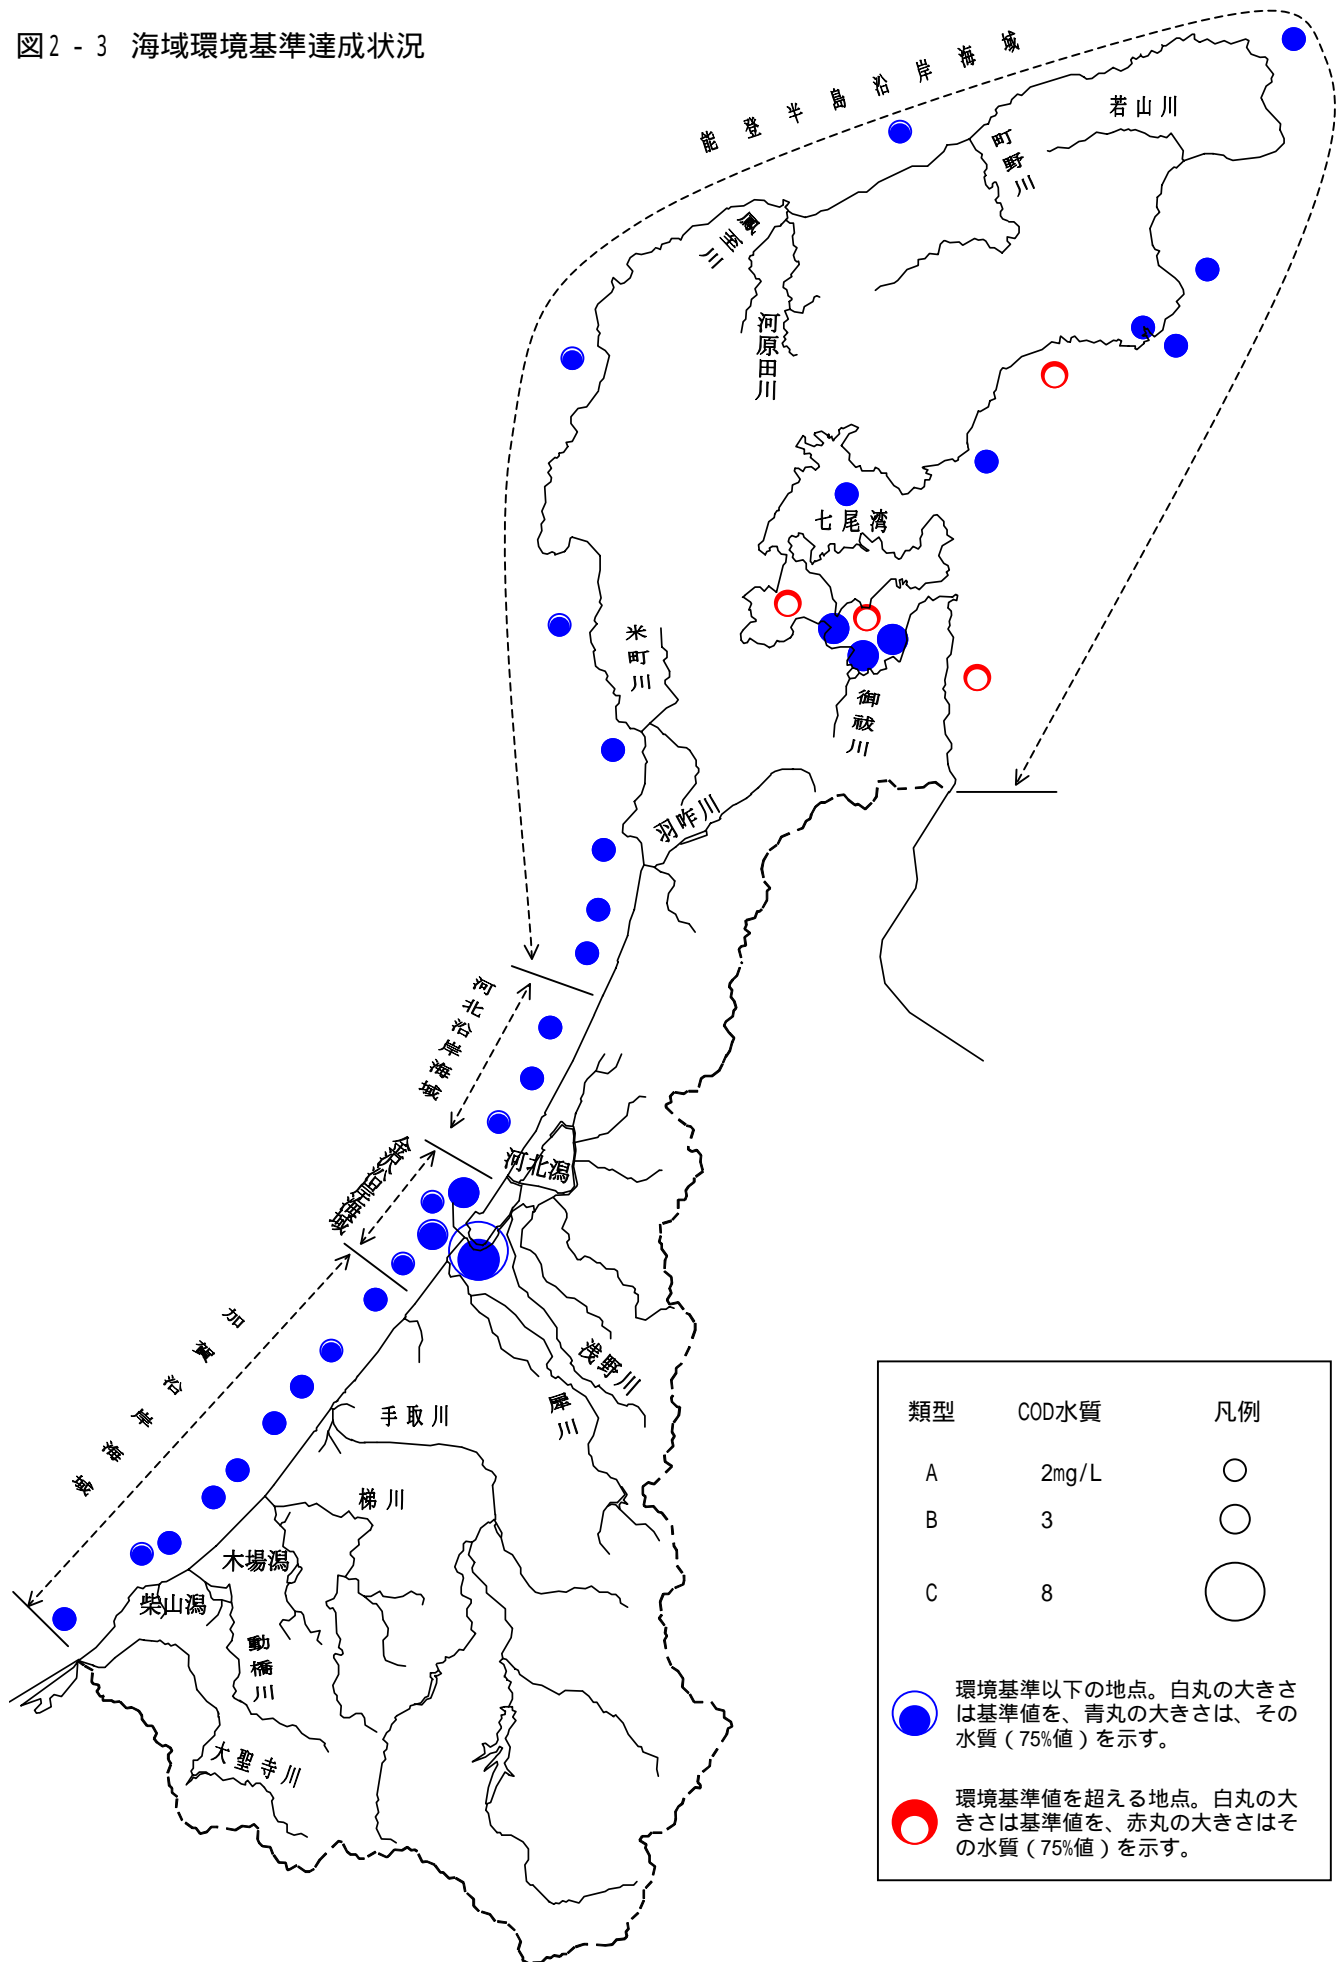 図2-3 海域環境基準達成状況
能登半島沿岸海域
若山川
町野川
鳳至川
河原田川
七尾湾
米町川
御祓川
羽咋川
河北沿岸海域
河北潟
金沢沿岸海域
加賀沿岸海域
浅野川
犀川
手取川
梯川
木場潟
柴山潟
動橋川
大聖寺川
類型 COD水質 凡例
A 2mg/L
B 3
C 8
環境基準以下の地点。白丸の大きさ
は基準値を、青丸の大きさは、その
水質(75%値)を示す。
環境基準値を超える地点。白丸の大
きさは基準値を、赤丸の大きさはそ
の水質(75%値)を示す。